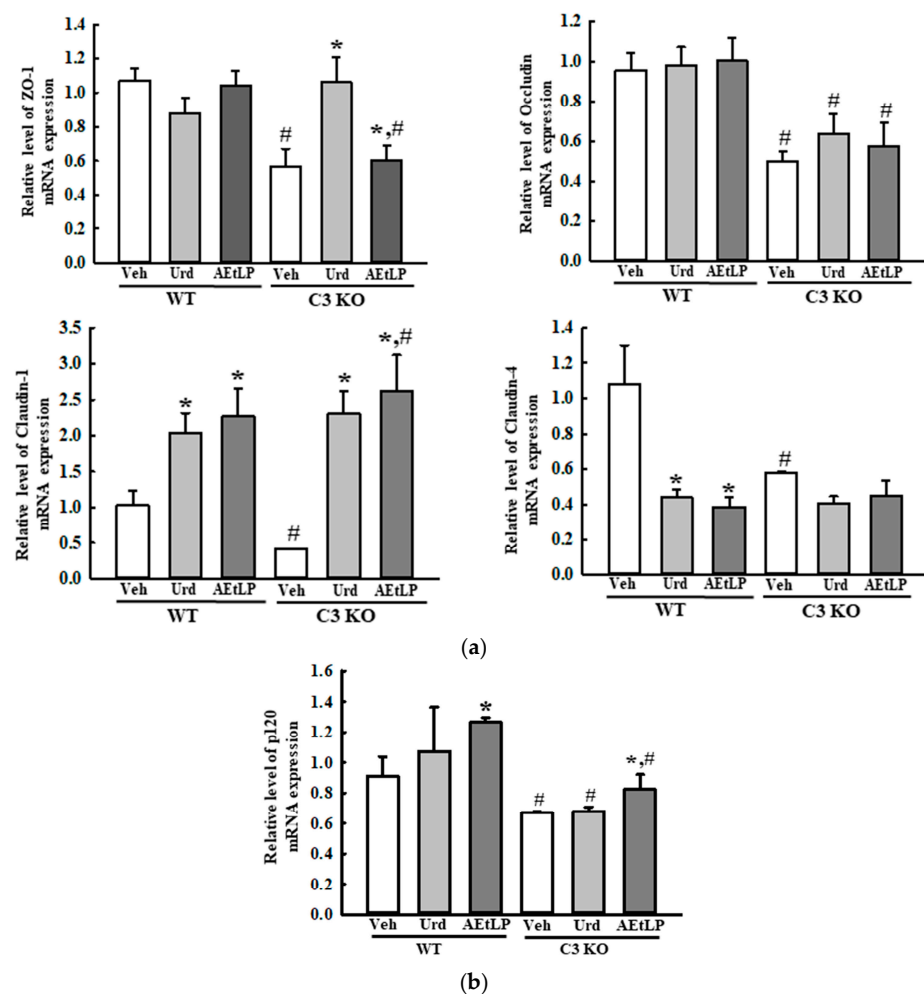 (a)
Relative level of ZO-1
mRNA expression
1.4
1.2
1.0
0.8
0.6
0.4
0.2
0.0
*
#
*,#
Veh Urd AEtLP Veh Urd AEtLP
WT C3 KO
Relative level of Occludin
mRNA expression
1.2
1.0
0.8
0.6
0.4
0.2
0.0
# # #
Veh Urd AEtLP Veh Urd AEtLP
WT C3 KO
Relative level of Claudin-1
mRNA expression
3.5
3.0
2.5
2.0
1.5
1.0
0.5
0.0
* * # * *,#
Veh Urd AEtLP Veh Urd AEtLP
WT C3 KO
Relative level of Claudin-4
mRNA expression
1.4
1.2
1.0
0.8
0.6
0.4
0.2
0.0
* * #
Veh Urd AEtLP Veh Urd AEtLP
WT C3 KO
(a)
Relative level of p120
mRNA expression
1.6
1.4
1.2
1.0
0.8
0.6
0.4
0.2
0.0
* # # *,#
Veh Urd AEtLP Veh Urd AEtLP
WT C3 KO
(b)